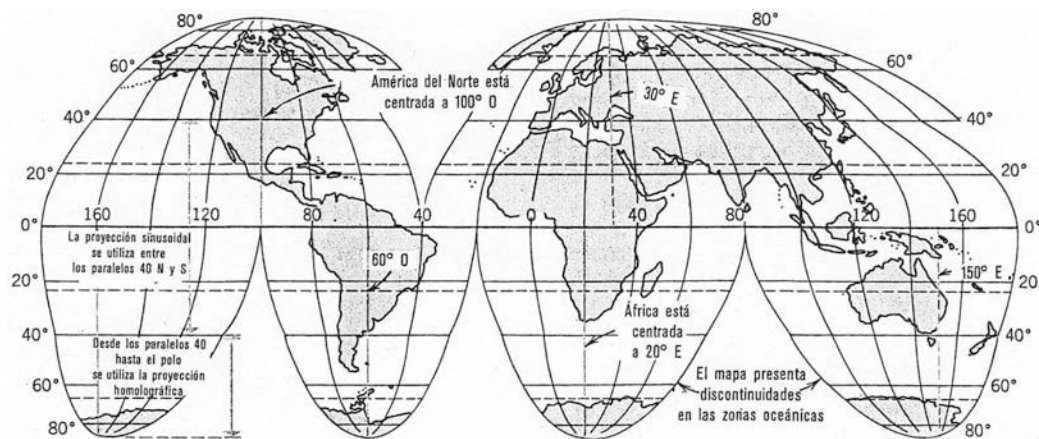 80°
80°
60°
60°
América del Norte está
centrada a 100° O
30° E
40°
40°
20°
20°
160
120
80
40
0
40
80
120
160
0°
0°
La proyección sinusoidal
se utiliza entre
los paralelos 40 N y S
60° O
150° E
20°
20°
África está
centrada
a 20° E
40°
40°
Desde los paralelos 40
hasta el polo
se utiliza la proyección
homolográfica
El mapa presenta
discontinuidades
en las zonas oceánicas
60°
60°
80°
80°